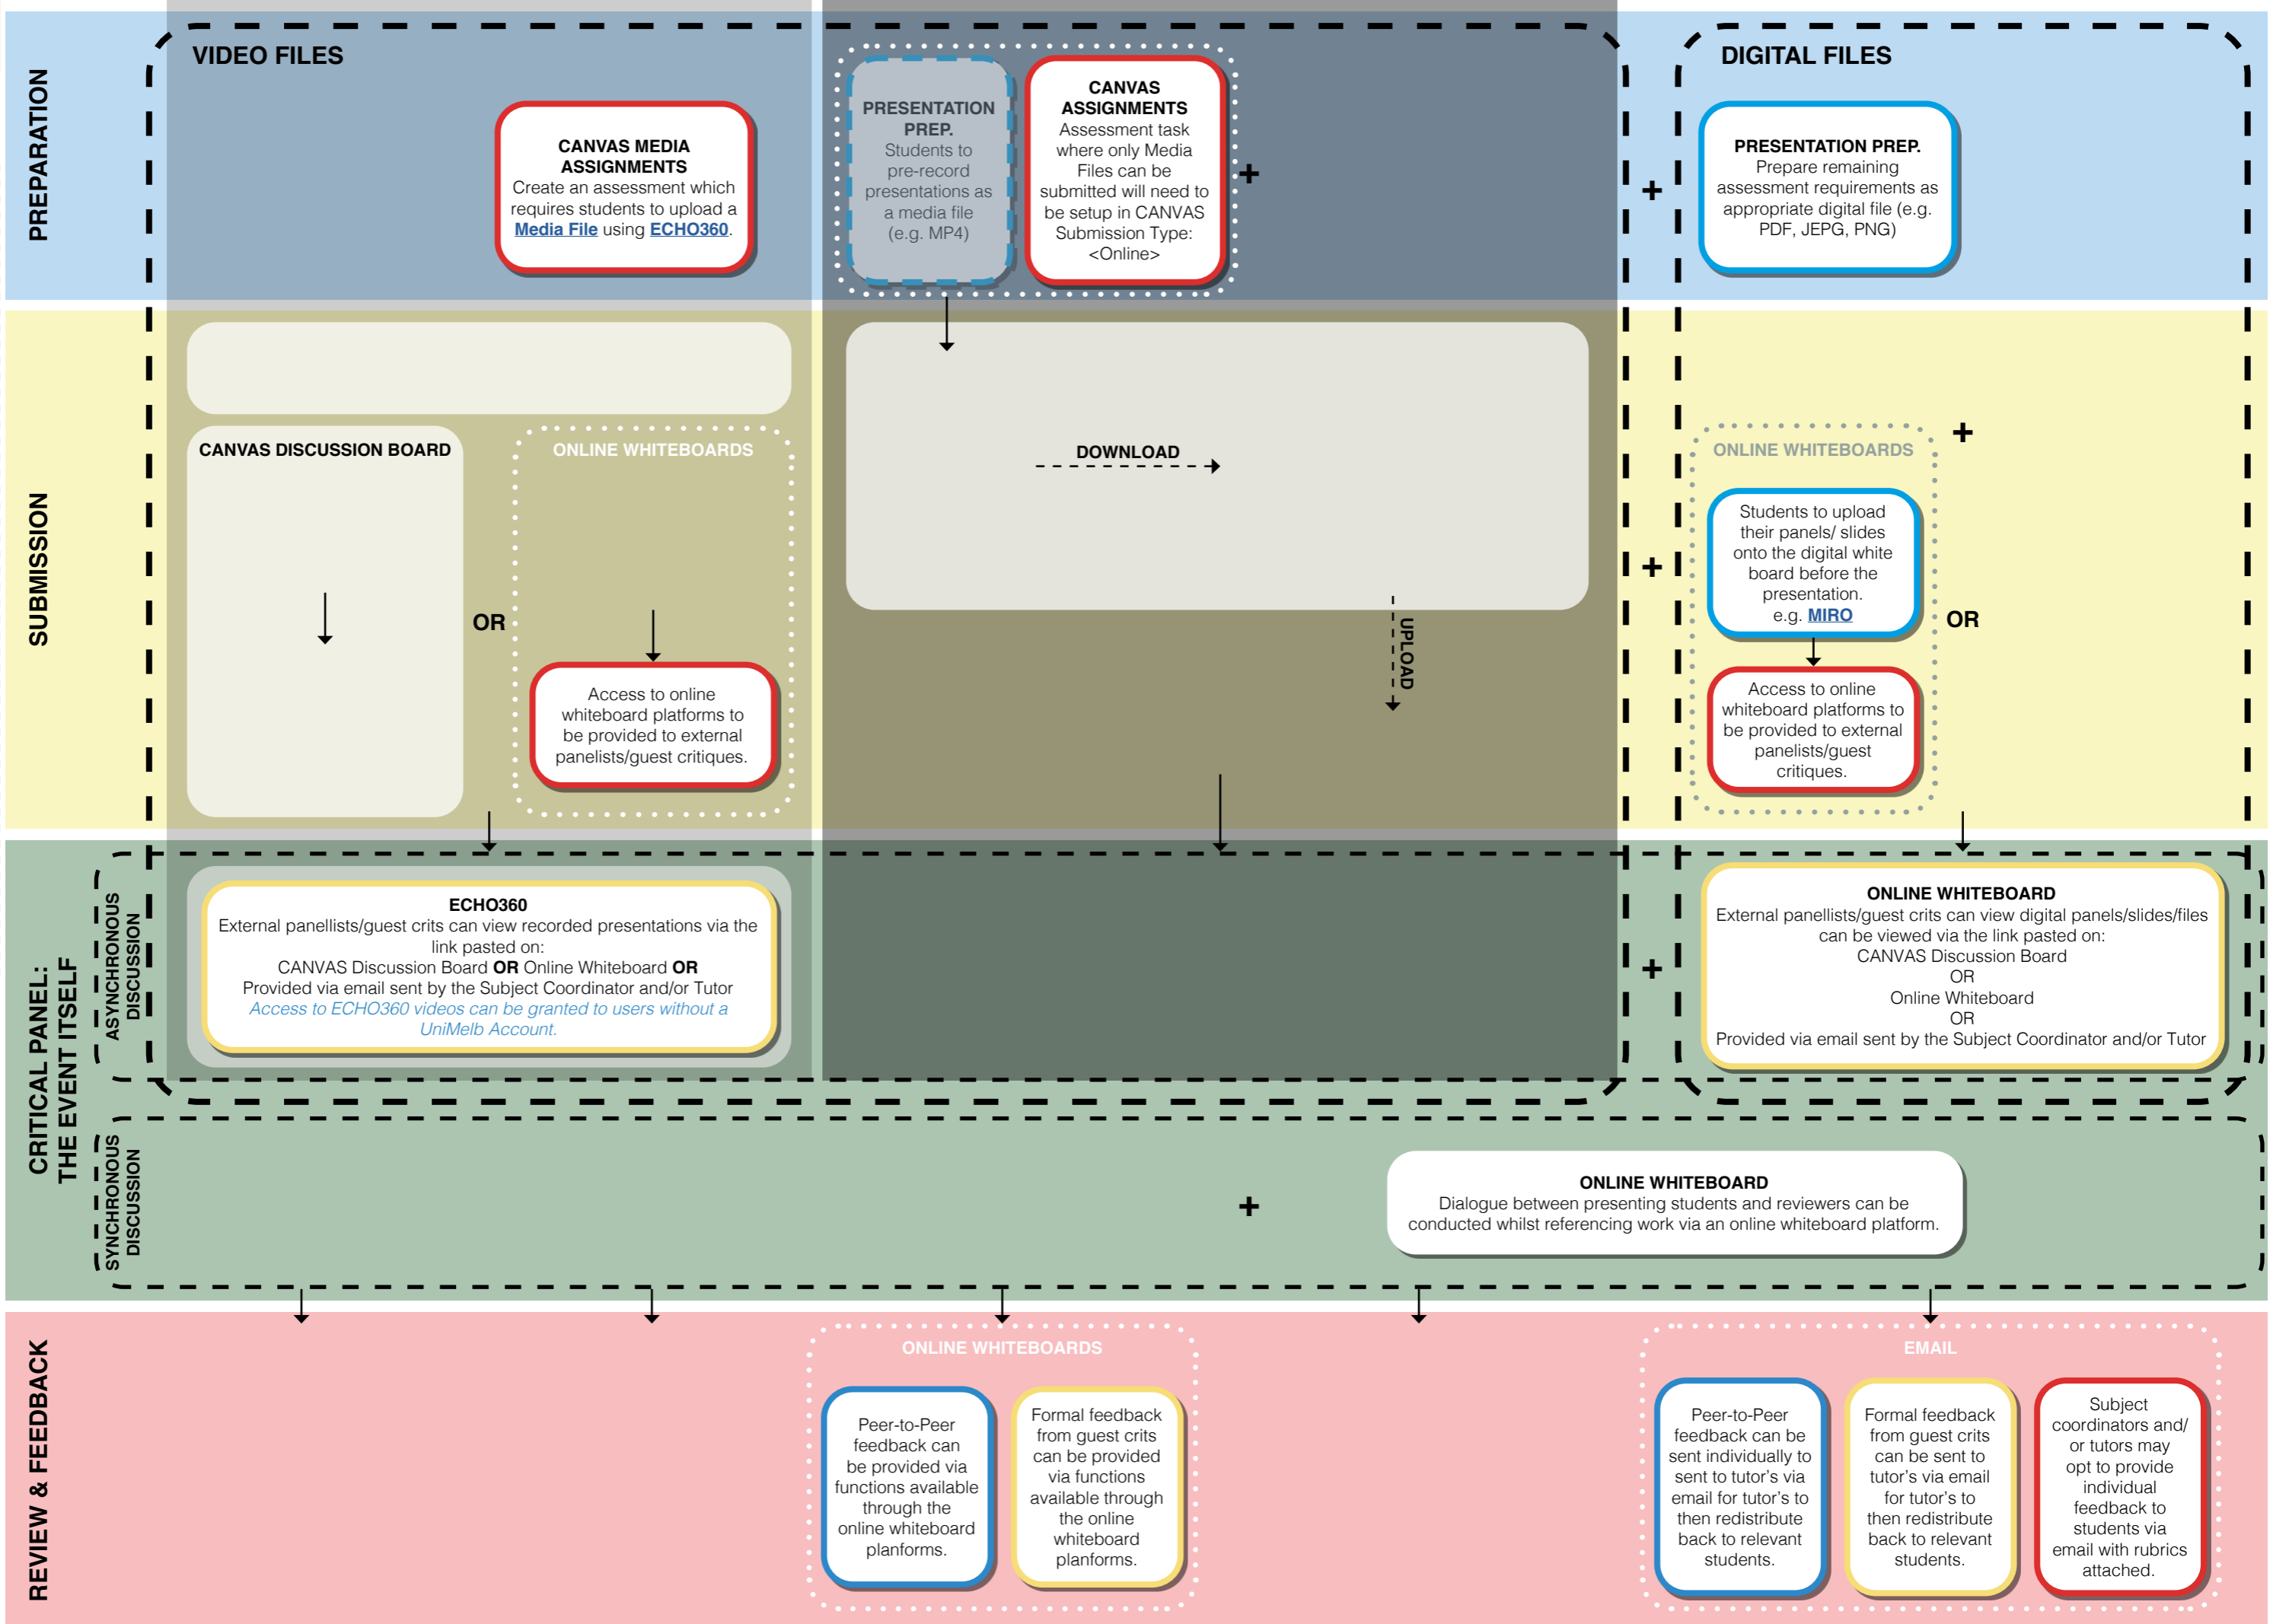 PREPARATION
VIDEO FILES
CANVAS MEDIA
ASSIGNMENTS
Create an assessment which
requires students to upload a
Media File using ECHO360.
PRESENTATION
PREP.
Students to
pre-record
presentations as
a media file
(e.g. MP4)
CANVAS
ASSIGNMENTS
Assessment task
where only Media
Files can be
submitted will need to
be setup in CANVAS
Submission Type:
<Online>
+
+
DIGITAL FILES
PRESENTATION PREP.
Prepare remaining
assessment requirements as
appropriate digital file (e.g.
PDF, JEPG, PNG)
SUBMISSION
CANVAS DISCUSSION BOARD
OR
ONLINE WHITEBOARDS
Access to online
whiteboard platforms to
be provided to external
panelists/guest critiques.
DOWNLOAD
UPLOAD
+
ONLINE WHITEBOARDS
Students to upload
their panels/ slides
onto the digital white
board before the
presentation.
e.g. MIRO
Access to online
whiteboard platforms to
be provided to external
panelists/guest
critiques.
+
OR
CRITICAL PANEL:
THE EVENT ITSELF
ASYNCHRONOUS
DISCUSSION
ECHO360
External panellists/guest crits can view recorded presentations via the
link pasted on:
CANVAS Discussion Board OR Online Whiteboard OR
Provided via email sent by the Subject Coordinator and/or Tutor
Access to ECHO360 videos can be granted to users without a
UniMelb Account.
+
ONLINE WHITEBOARD
External panellists/guest crits can view digital panels/slides/files
can be viewed via the link pasted on:
CANVAS Discussion Board
OR
Online Whiteboard
OR
Provided via email sent by the Subject Coordinator and/or Tutor
SYNCHRONOUS
DISCUSSION
+
ONLINE WHITEBOARD
Dialogue between presenting students and reviewers can be
conducted whilst referencing work via an online whiteboard platform.
REVIEW & FEEDBACK
ONLINE WHITEBOARDS
Peer-to-Peer
feedback can
be provided via
functions available
through the
online whiteboard
planforms.
Formal feedback
from guest crits
can be provided
via functions
available through
the online
whiteboard
planforms.
EMAIL
Peer-to-Peer
feedback can be
sent individually to
sent to tutor's via
email for tutor's to
then redistribute
back to relevant
students.
Formal feedback
from guest crits
can be sent to
tutor's via email
for tutor's to
then redistribute
back to relevant
students.
Subject
coordinators and/
or tutors may
opt to provide
individual
feedback to
students via
email with rubrics
attached.